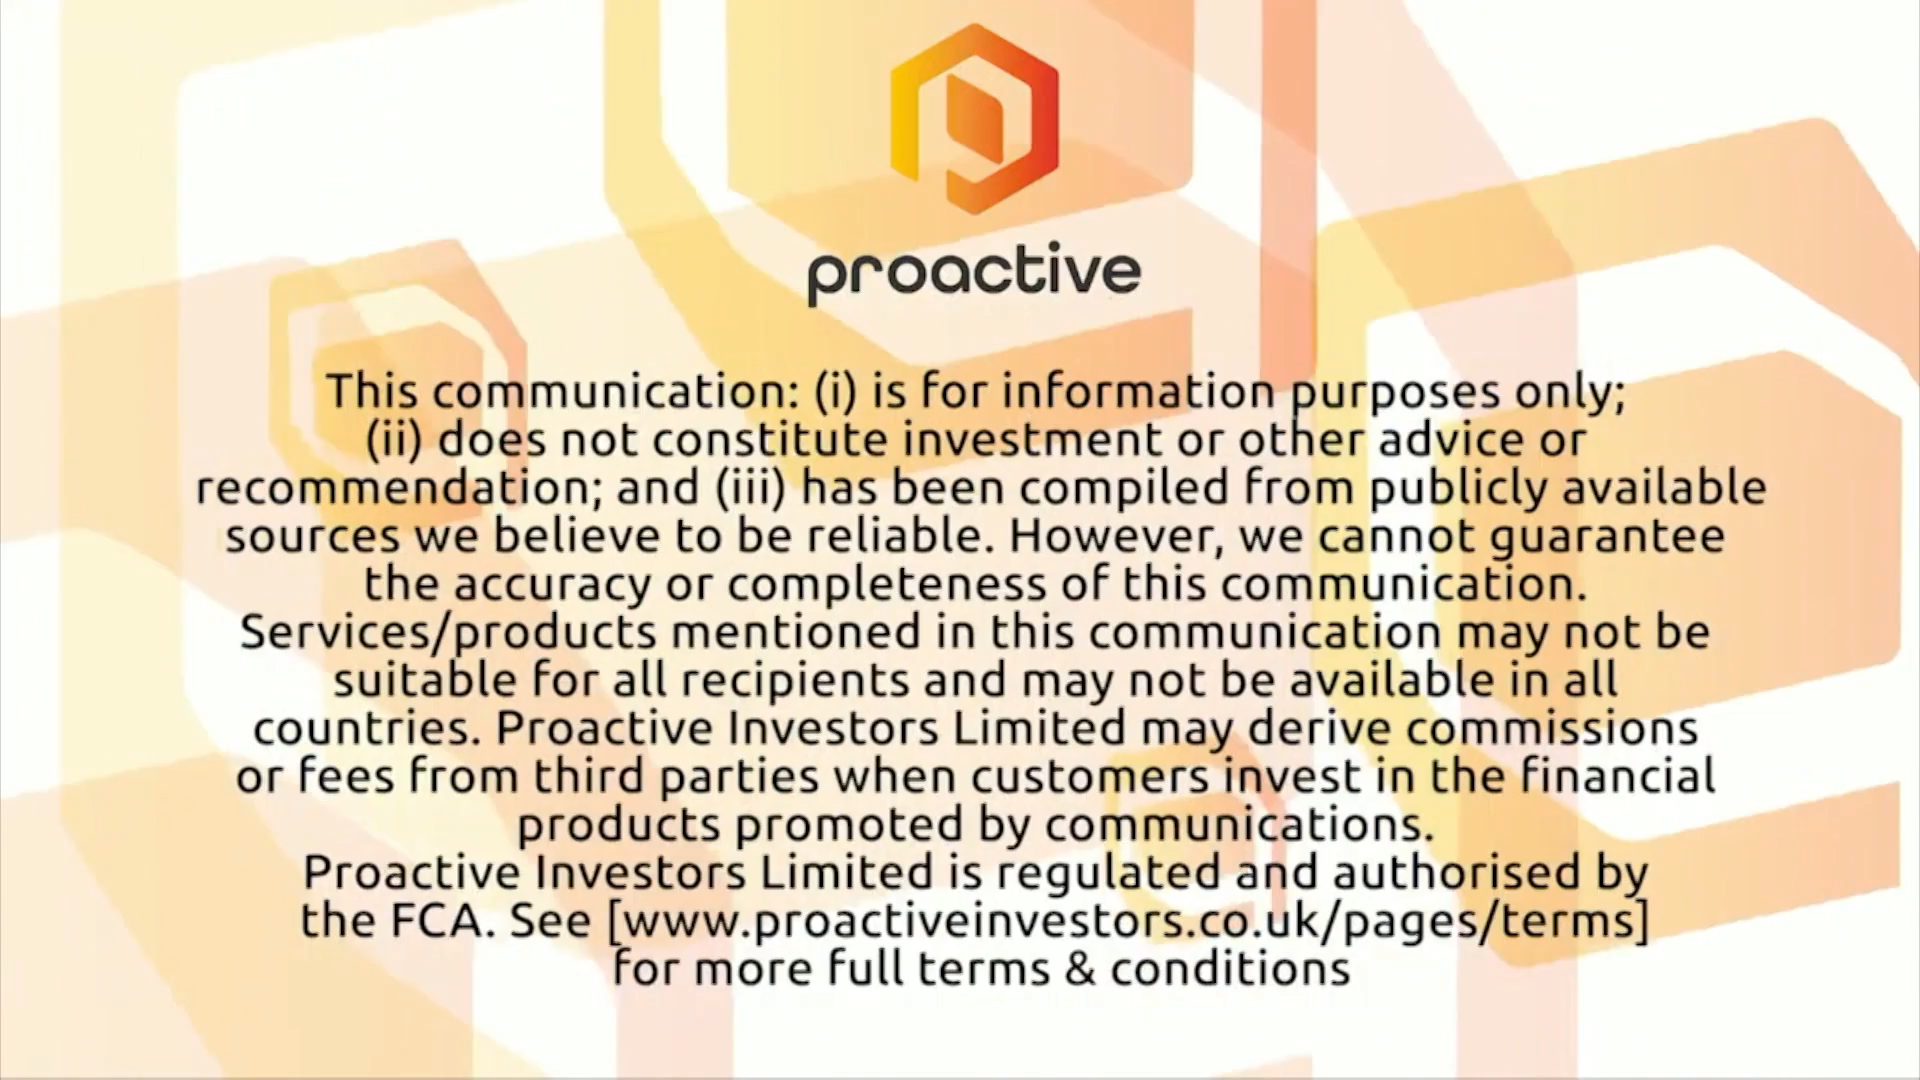 proactive
This communication: (i) is for information purposes only;
(ii) does not constitute investment or other advice or
recommendation; and (iii) has been compiled from publicly available
sources we believe to be reliable. However, we cannot guarantee
the accuracy or completeness of this communication.
Services/products mentioned in this communication may not be
suitable for all recipients and may not be available in all
countries. Proactive Investors Limited may derive commissions
or fees from third parties when customers invest in the financial
products promoted by communications.
Proactive Investors Limited is regulated and authorised by
the FCA. See [www.proactiveinvestors.co.uk/pages/terms]
for more full terms & conditions